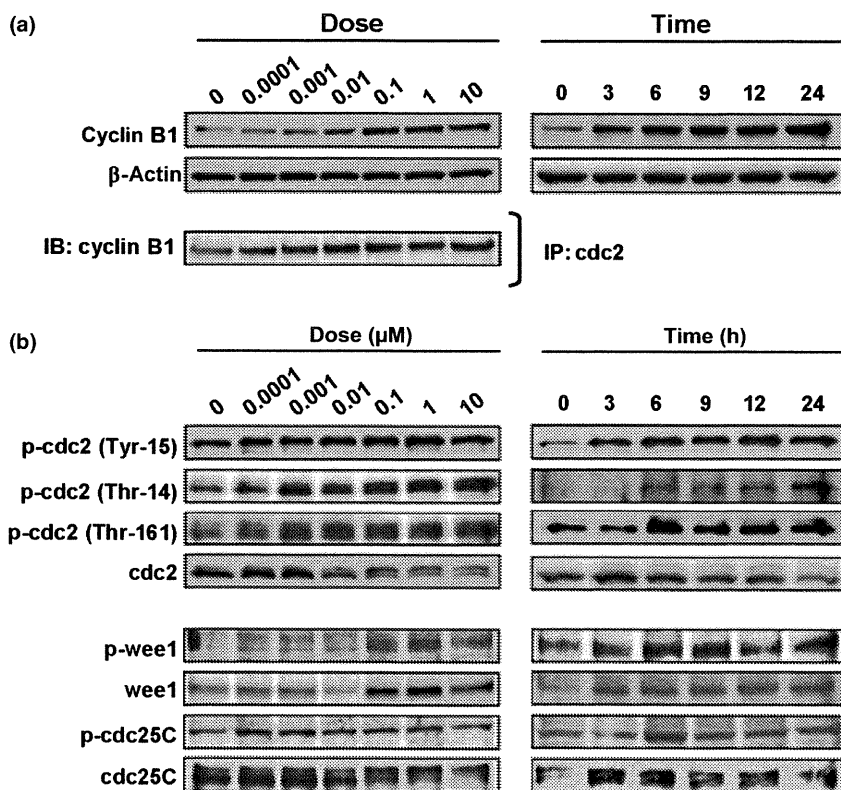 (a)
Dose Time
0 0.0001 0.001 0.01 0.1 1 10 0 3 6 9 12 24
Cyclin B1
β-Actin
IB: cyclin B1 IP: cdc2
(b)
Dose (µM) Time (h)
0 0.0001 0.001 0.01 0.1 1 10 0 3 6 9 12 24
p-cdc2 (Tyr-15)
p-cdc2 (Thr-14)
p-cdc2 (Thr-161)
cdc2
p-wee1
wee1
p-cdc25C
cdc25C